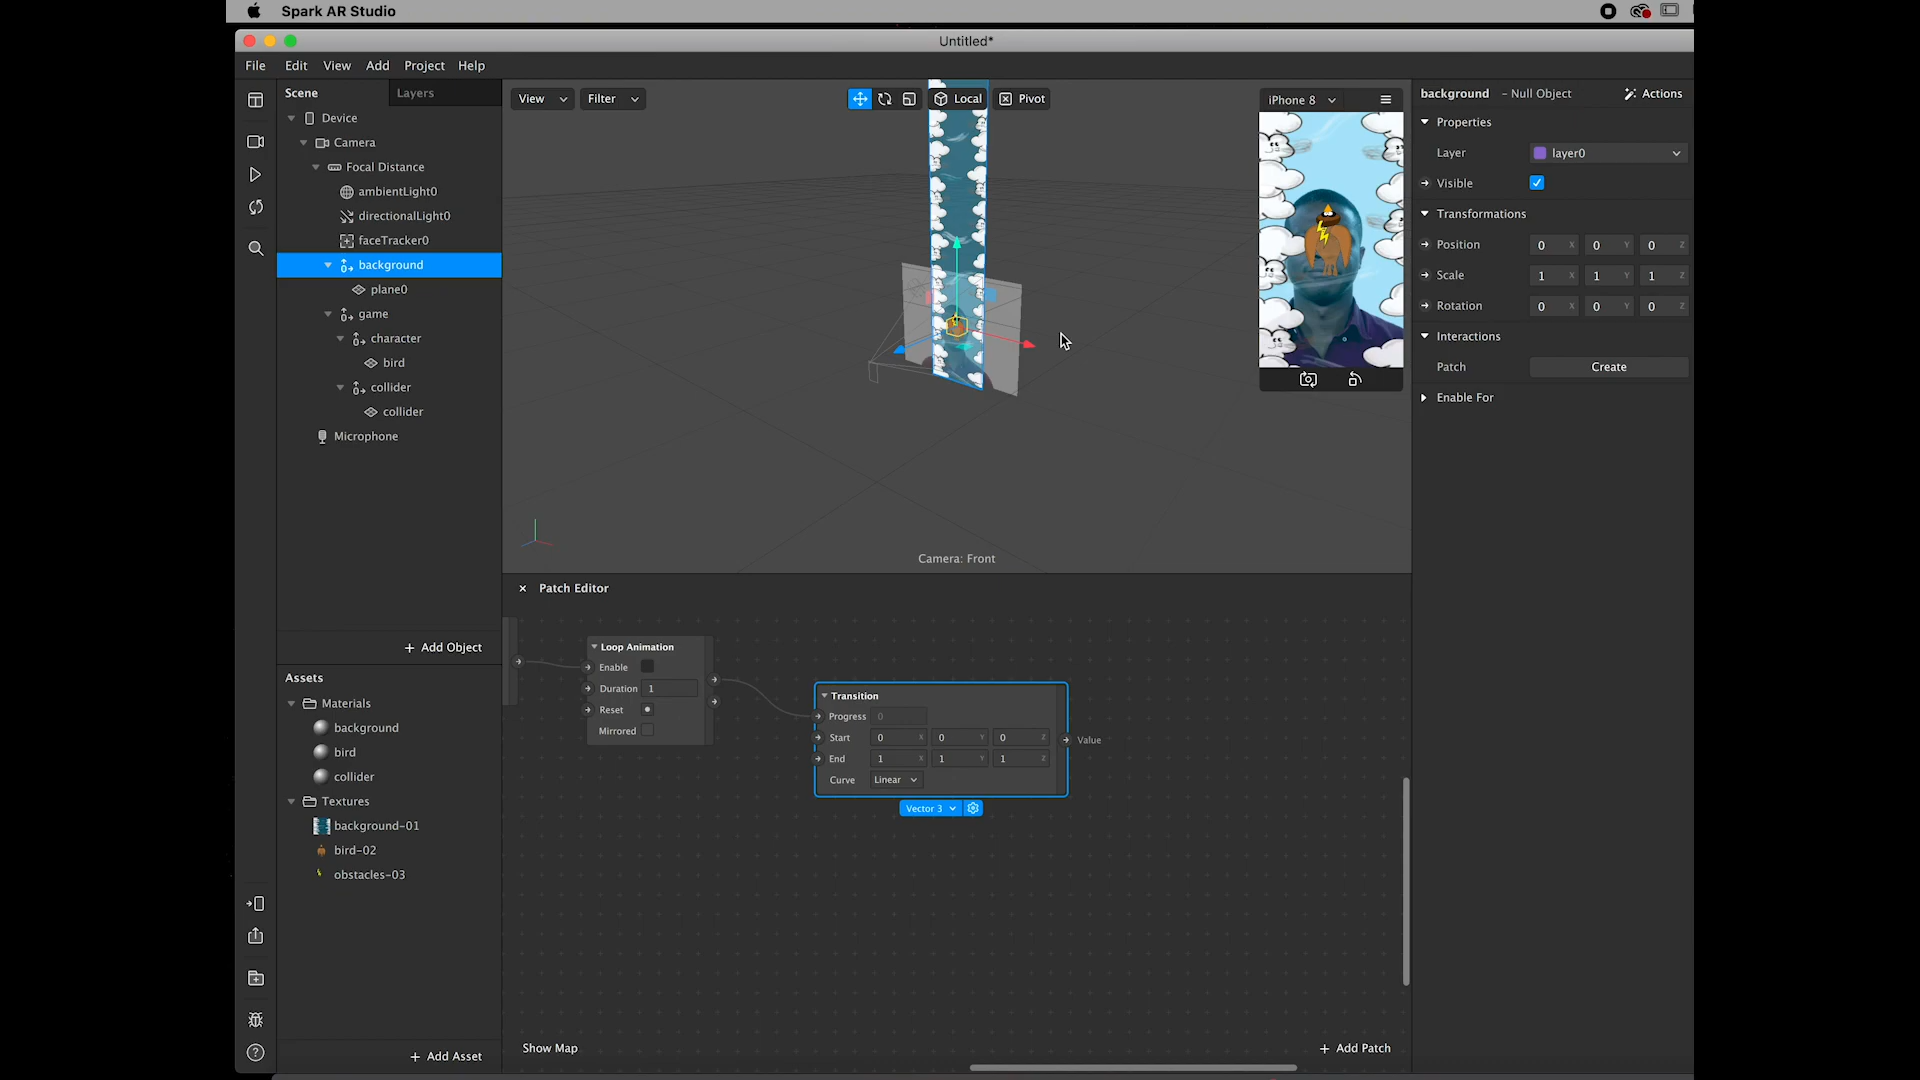 Spark AR Studio
Untitled*
File Edit View Add Project Help
Scene Layers
Device
Camera
Focal Distance
ambientLight0
directionalLight0
faceTracker0
background
plane0
game
character
bird
collider
collider
Microphone
+ Add Object
Assets
Materials
background
bird
collider
Textures
background-01
bird-02
obstacles-03
+ Add Asset
View Filter
Local Pivot
iPhone 8
Camera: Front
× Patch Editor
Loop Animation
Enable
Duration 1
Reset
Mirrored
Transition
Progress 0
Start 0 X 0 Y 0 Z
End 1 X 1 Y 1 Z
Curve Linear
Value
Vector 3
Show Map
+ Add Patch
background - Null Object Actions
Properties
Layer layer0
Visible
Transformations
Position 0 X 0 Y 0 Z
Scale 1 X 1 Y 1 Z
Rotation 0 X 0 Y 0 Z
Interactions
Patch Create
Enable For